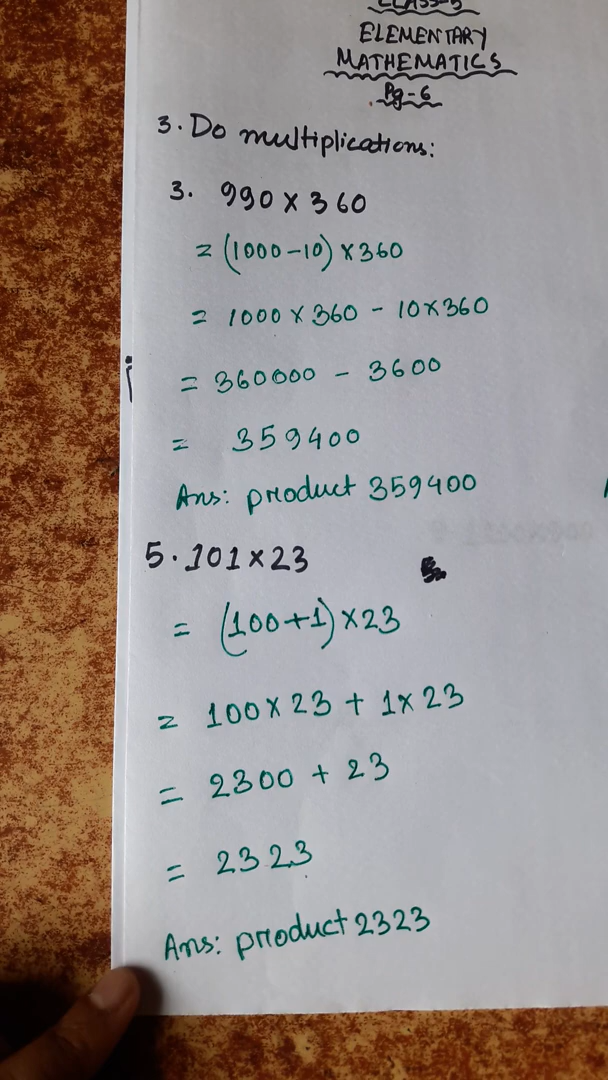 CLASS-5
ELEMENTARY
MATHEMATICS
Pg-6
3. Do multiplications:
3. 990 × 360
= (1000-10) × 360
= 1000 × 360 - 10×360
= 360000 - 3600
= 359400
Ans: product 359400
5. 101×23
= (100+1) ×23
= 100× 23 + 1× 23
= 2300 + 23
= 2323
Ans: product 2323